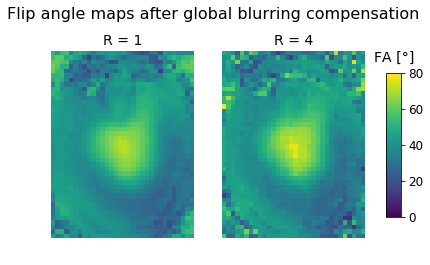 Flip angle maps after global blurring compensation
R = 1
R = 4
FA [°]
80
60
40
20
0